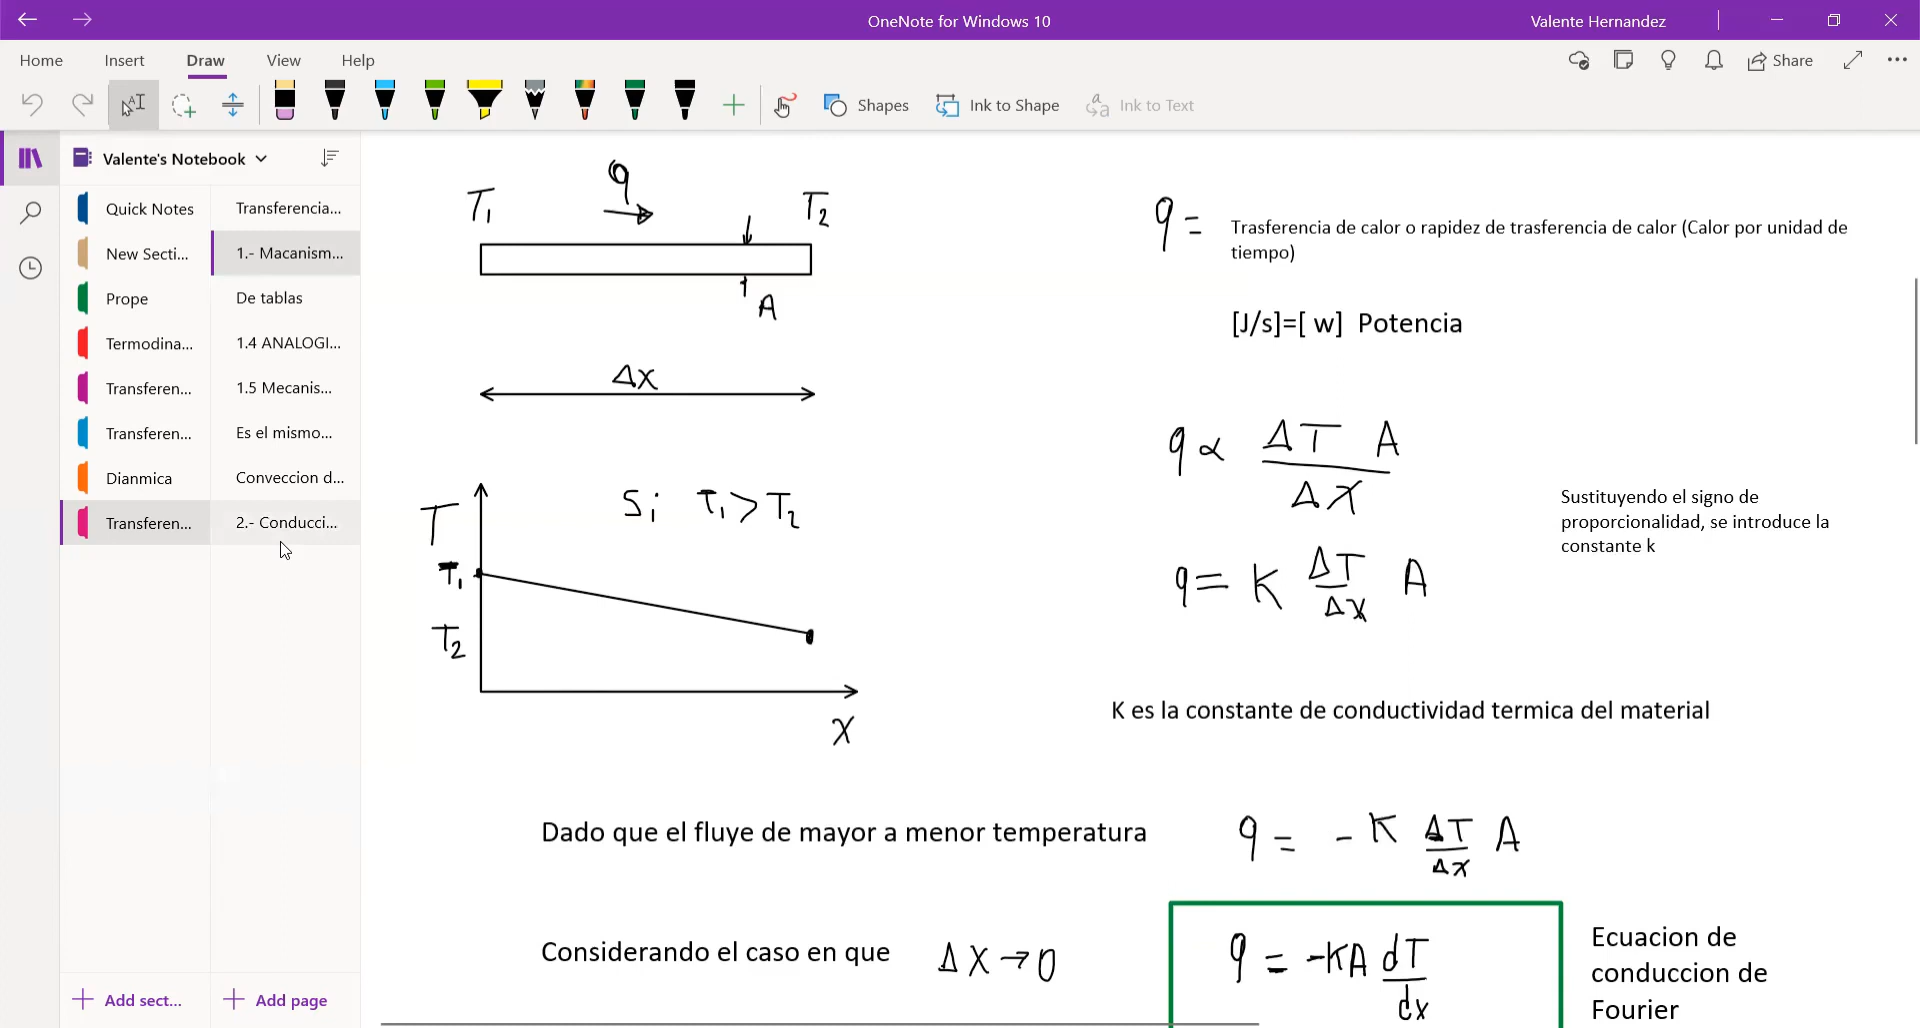 OneNote for Windows 10
Valente Hernandez
Home
Insert
Draw
View
Help
Share
Shapes
Ink to Shape
Ink to Text
Valente's Notebook
Quick Notes
New Secti...
Prope
Termodina...
Transferen...
Transferen...
Dianmica
Transferen...
Add sect...
Transferencia...
1.- Macanism...
De tablas
1.4 ANALOGI...
1.5 Mecanis...
Es el mismo...
Conveccion d...
2.- Conducci...
Add page
T1
q
T2
A
Δx
T
Si T1 > T2
T1
T2
x
q =
Trasferencia de calor o rapidez de trasferencia de calor (Calor por unidad de
tiempo)
[J/s]=[ w] Potencia
q ∝ ΔT A / Δx
Sustituyendo el signo de
proporcionalidad, se introduce la
constante k
q = K ΔT/Δx A
K es la constante de conductividad termica del material
Dado que el fluye de mayor a menor temperatura
q = -K ΔT/Δx A
Considerando el caso en que Δx → 0
q = -KA dT/dx
Ecuacion de
conduccion de
Fourier